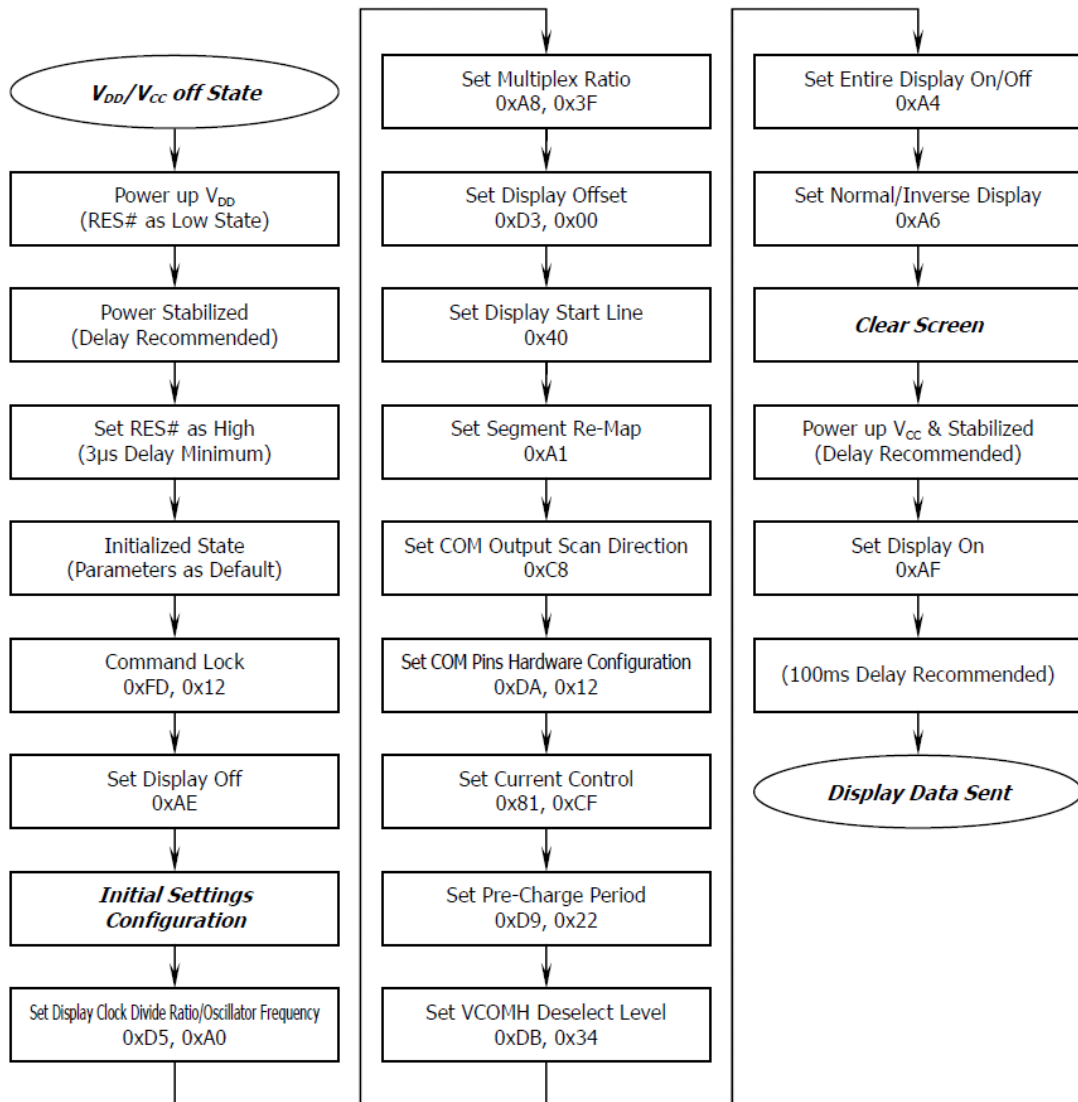 V_DD/V_CC off State
Power up V_DD
(RES# as Low State)
Power Stabilized
(Delay Recommended)
Set RES# as High
(3μs Delay Minimum)
Initialized State
(Parameters as Default)
Command Lock
0xFD, 0x12
Set Display Off
0xAE
Initial Settings
Configuration
Set Display Clock Divide Ratio/Oscillator Frequency
0xD5, 0xA0
Set Multiplex Ratio
0xA8, 0x3F
Set Display Offset
0xD3, 0x00
Set Display Start Line
0x40
Set Segment Re-Map
0xA1
Set COM Output Scan Direction
0xC8
Set COM Pins Hardware Configuration
0xDA, 0x12
Set Current Control
0x81, 0xCF
Set Pre-Charge Period
0xD9, 0x22
Set VCOMH Deselect Level
0xDB, 0x34
Set Entire Display On/Off
0xA4
Set Normal/Inverse Display
0xA6
Clear Screen
Power up V_CC & Stabilized
(Delay Recommended)
Set Display On
0xAF
(100ms Delay Recommended)
Display Data Sent